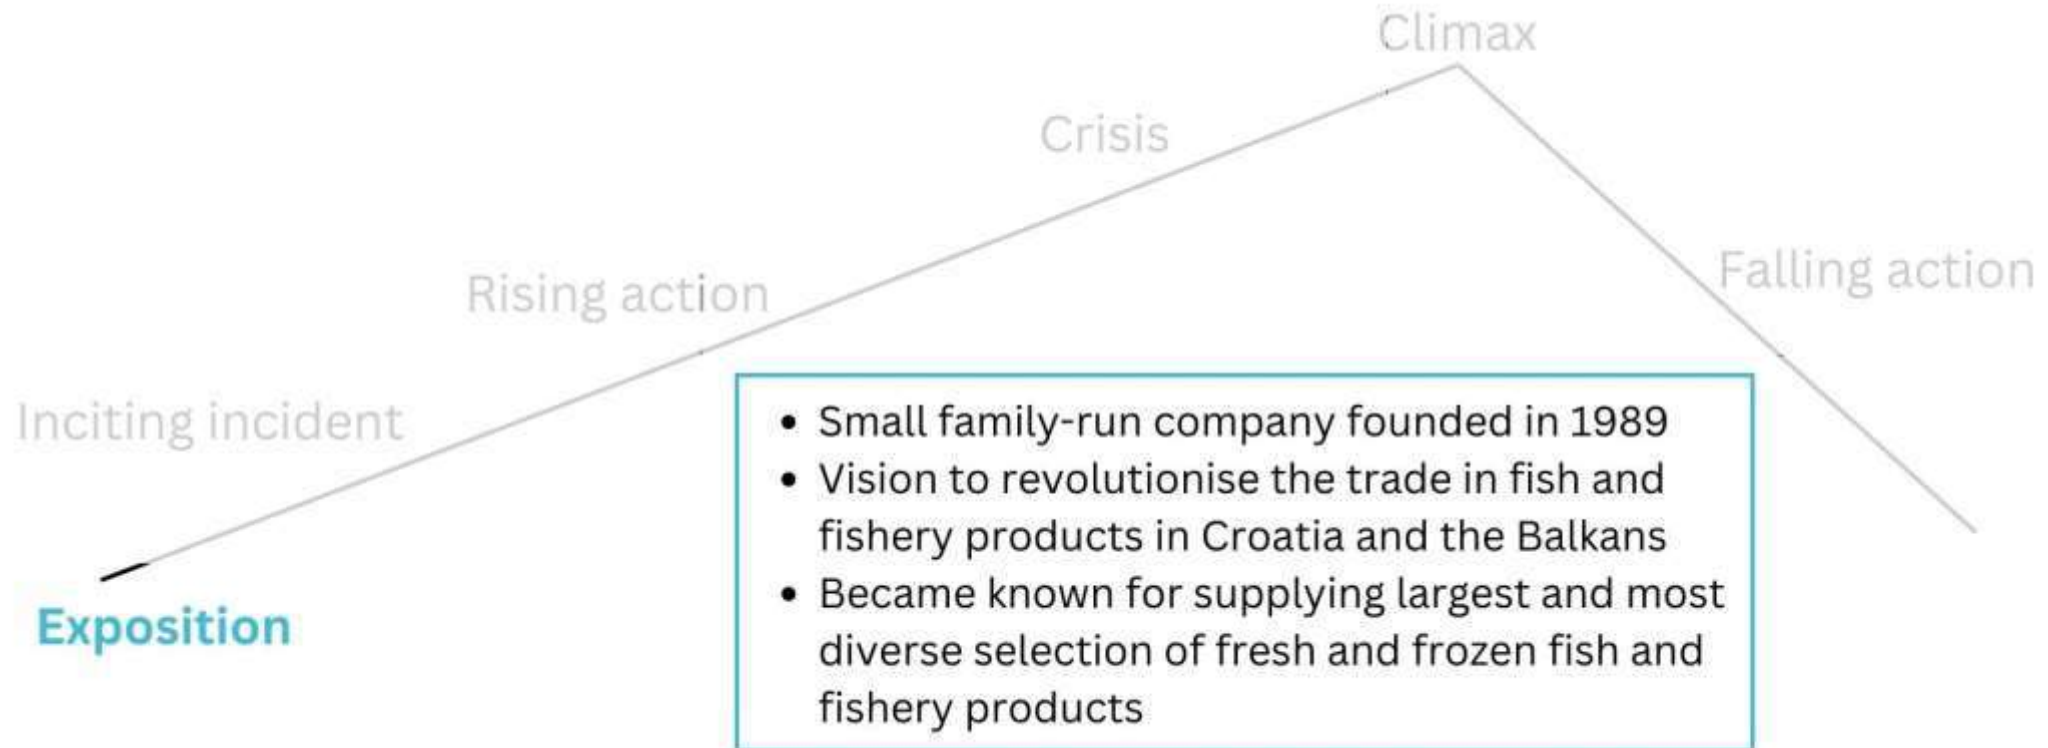 Climax
Crisis
Falling action
Rising action
Inciting incident
Exposition
• Small family-run company founded in 1989
• Vision to revolutionise the trade in fish and
fishery products in Croatia and the Balkans
• Became known for supplying largest and most
diverse selection of fresh and frozen fish and
fishery products